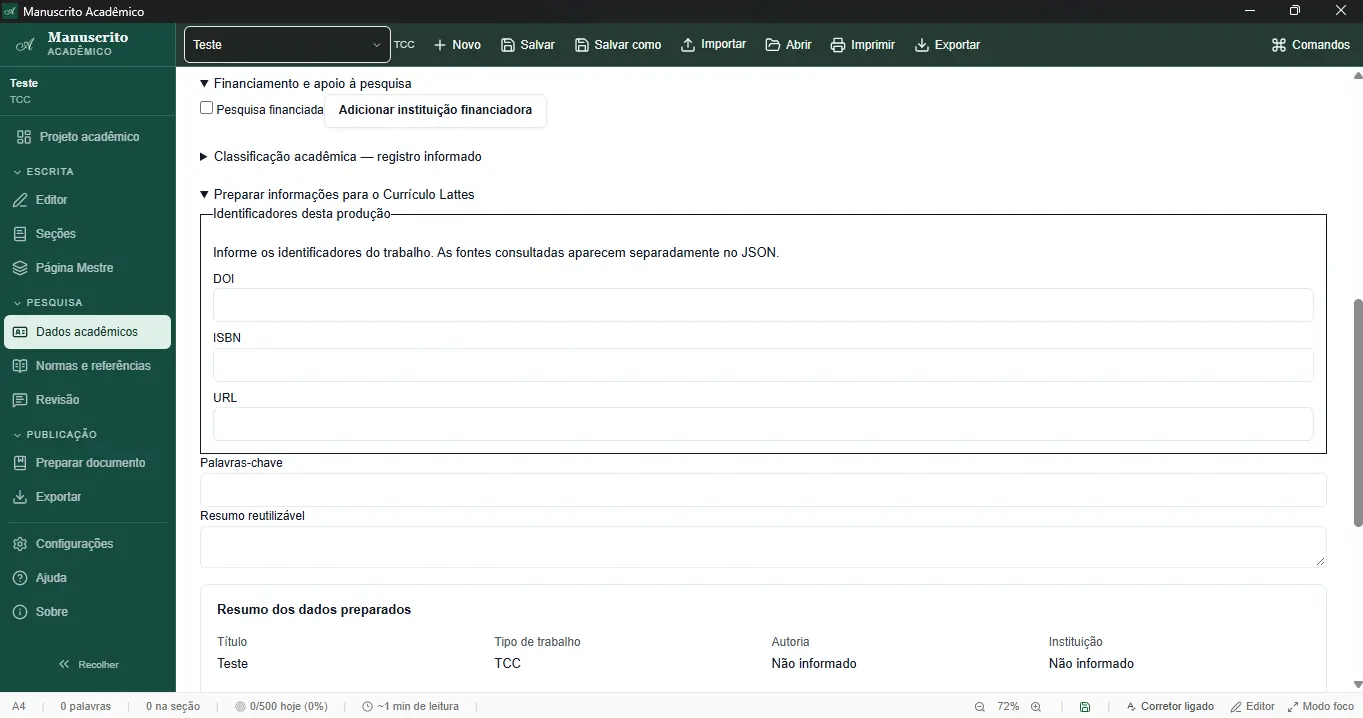 Manuscrito Acadêmico
Manuscrito
ACADÊMICO
Teste
TCC
Novo
Salvar
Salvar como
Importar
Abrir
Imprimir
Exportar
Comandos
Teste
TCC
Projeto acadêmico
ESCRITA
Editor
Seções
Página Mestre
PESQUISA
Dados acadêmicos
Normas e referências
Revisão
PUBLICAÇÃO
Preparar documento
Exportar
Configurações
Ajuda
Sobre
Recolher
Financiamento e apoio à pesquisa
Pesquisa financiada
Adicionar instituição financiadora
Classificação acadêmica — registro informado
Preparar informações para o Currículo Lattes
Identificadores desta produção
Informe os identificadores do trabalho. As fontes consultadas aparecem separadamente no JSON.
DOI
ISBN
URL
Palavras-chave
Resumo reutilizável
Resumo dos dados preparados
Título
Tipo de trabalho
Autoria
Instituição
Teste
TCC
Não informado
Não informado
A4
0 palavras
0 na seção
0/500 hoje (0%)
~1 min de leitura
72%
Corretor ligado
Editor
Modo foco